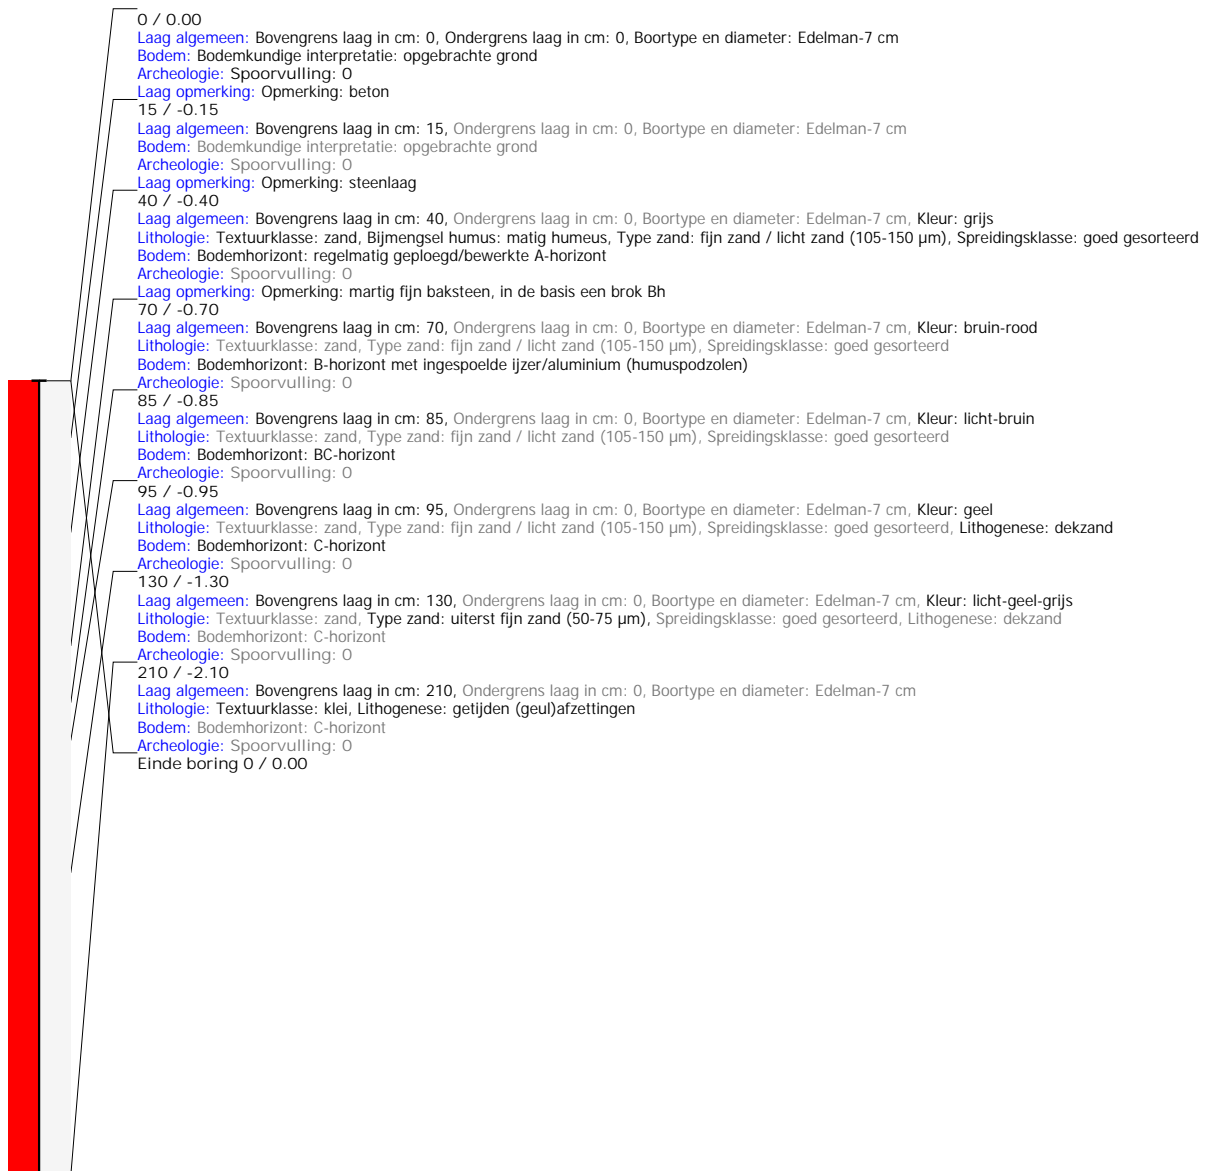 0 / 0.00
Laag algemeen: Bovengrens laag in cm: 0, Ondergrens laag in cm: 0, Boortype en diameter: Edelman-7 cm
Bodem: Bodemkundige interpretatie: opgebrachte grond
Archeologie: Spoorvulling: 0
Laag opmerking: Opmerking: beton
15 / -0.15
Laag algemeen: Bovengrens laag in cm: 15, Ondergrens laag in cm: 0, Boortype en diameter: Edelman-7 cm
Bodem: Bodemkundige interpretatie: opgebrachte grond
Archeologie: Spoorvulling: 0
Laag opmerking: Opmerking: steenlaag
40 / -0.40
Laag algemeen: Bovengrens laag in cm: 40, Ondergrens laag in cm: 0, Boortype en diameter: Edelman-7 cm, Kleur: grijs
Lithologie: Textuurklasse: zand, Bijmengsel humus: matig humeus, Type zand: fijn zand / licht zand (105-150 µm), Spreidingsklasse: goed gesorteerd
Bodem: Bodemhorizont: regelmatig geploegd/bewerkte A-horizont
Archeologie: Spoorvulling: 0
Laag opmerking: Opmerking: martig fijn baksteen, in de basis een brok Bh
70 / -0.70
Laag algemeen: Bovengrens laag in cm: 70, Ondergrens laag in cm: 0, Boortype en diameter: Edelman-7 cm, Kleur: bruin-rood
Lithologie: Textuurklasse: zand, Type zand: fijn zand / licht zand (105-150 µm), Spreidingsklasse: goed gesorteerd
Bodem: Bodemhorizont: B-horizont met ingespoelde ijzer/aluminium (humuspodzolen)
Archeologie: Spoorvulling: 0
85 / -0.85
Laag algemeen: Bovengrens laag in cm: 85, Ondergrens laag in cm: 0, Boortype en diameter: Edelman-7 cm, Kleur: licht-bruin
Lithologie: Textuurklasse: zand, Type zand: fijn zand / licht zand (105-150 µm), Spreidingsklasse: goed gesorteerd
Bodem: Bodemhorizont: BC-horizont
Archeologie: Spoorvulling: 0
95 / -0.95
Laag algemeen: Bovengrens laag in cm: 95, Ondergrens laag in cm: 0, Boortype en diameter: Edelman-7 cm, Kleur: geel
Lithologie: Textuurklasse: zand, Type zand: fijn zand / licht zand (105-150 µm), Spreidingsklasse: goed gesorteerd, Lithogenese: dekzand
Bodem: Bodemhorizont: C-horizont
Archeologie: Spoorvulling: 0
130 / -1.30
Laag algemeen: Bovengrens laag in cm: 130, Ondergrens laag in cm: 0, Boortype en diameter: Edelman-7 cm, Kleur: licht-geel-grijs
Lithologie: Textuurklasse: zand, Type zand: uiterst fijn zand (50-75 µm), Spreidingsklasse: goed gesorteerd, Lithogenese: dekzand
Bodem: Bodemhorizont: C-horizont
Archeologie: Spoorvulling: 0
210 / -2.10
Laag algemeen: Bovengrens laag in cm: 210, Ondergrens laag in cm: 0, Boortype en diameter: Edelman-7 cm
Lithologie: Textuurklasse: klei, Lithogenese: getijden (geul)afzettingen
Bodem: Bodemhorizont: C-horizont
Archeologie: Spoorvulling: 0
Einde boring 0 / 0.00